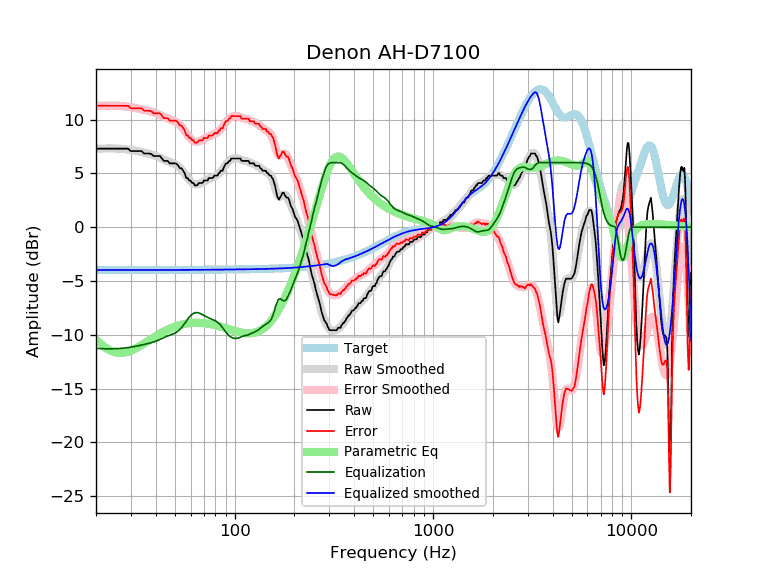 Denon AH-D7100
Amplitude (dBr)
10
5
0
−5
−10
−15
−20
−25
Target
Raw Smoothed
Error Smoothed
Raw
Error
Parametric Eq
Equalization
Equalized smoothed
100 1000 10000
Frequency (Hz)